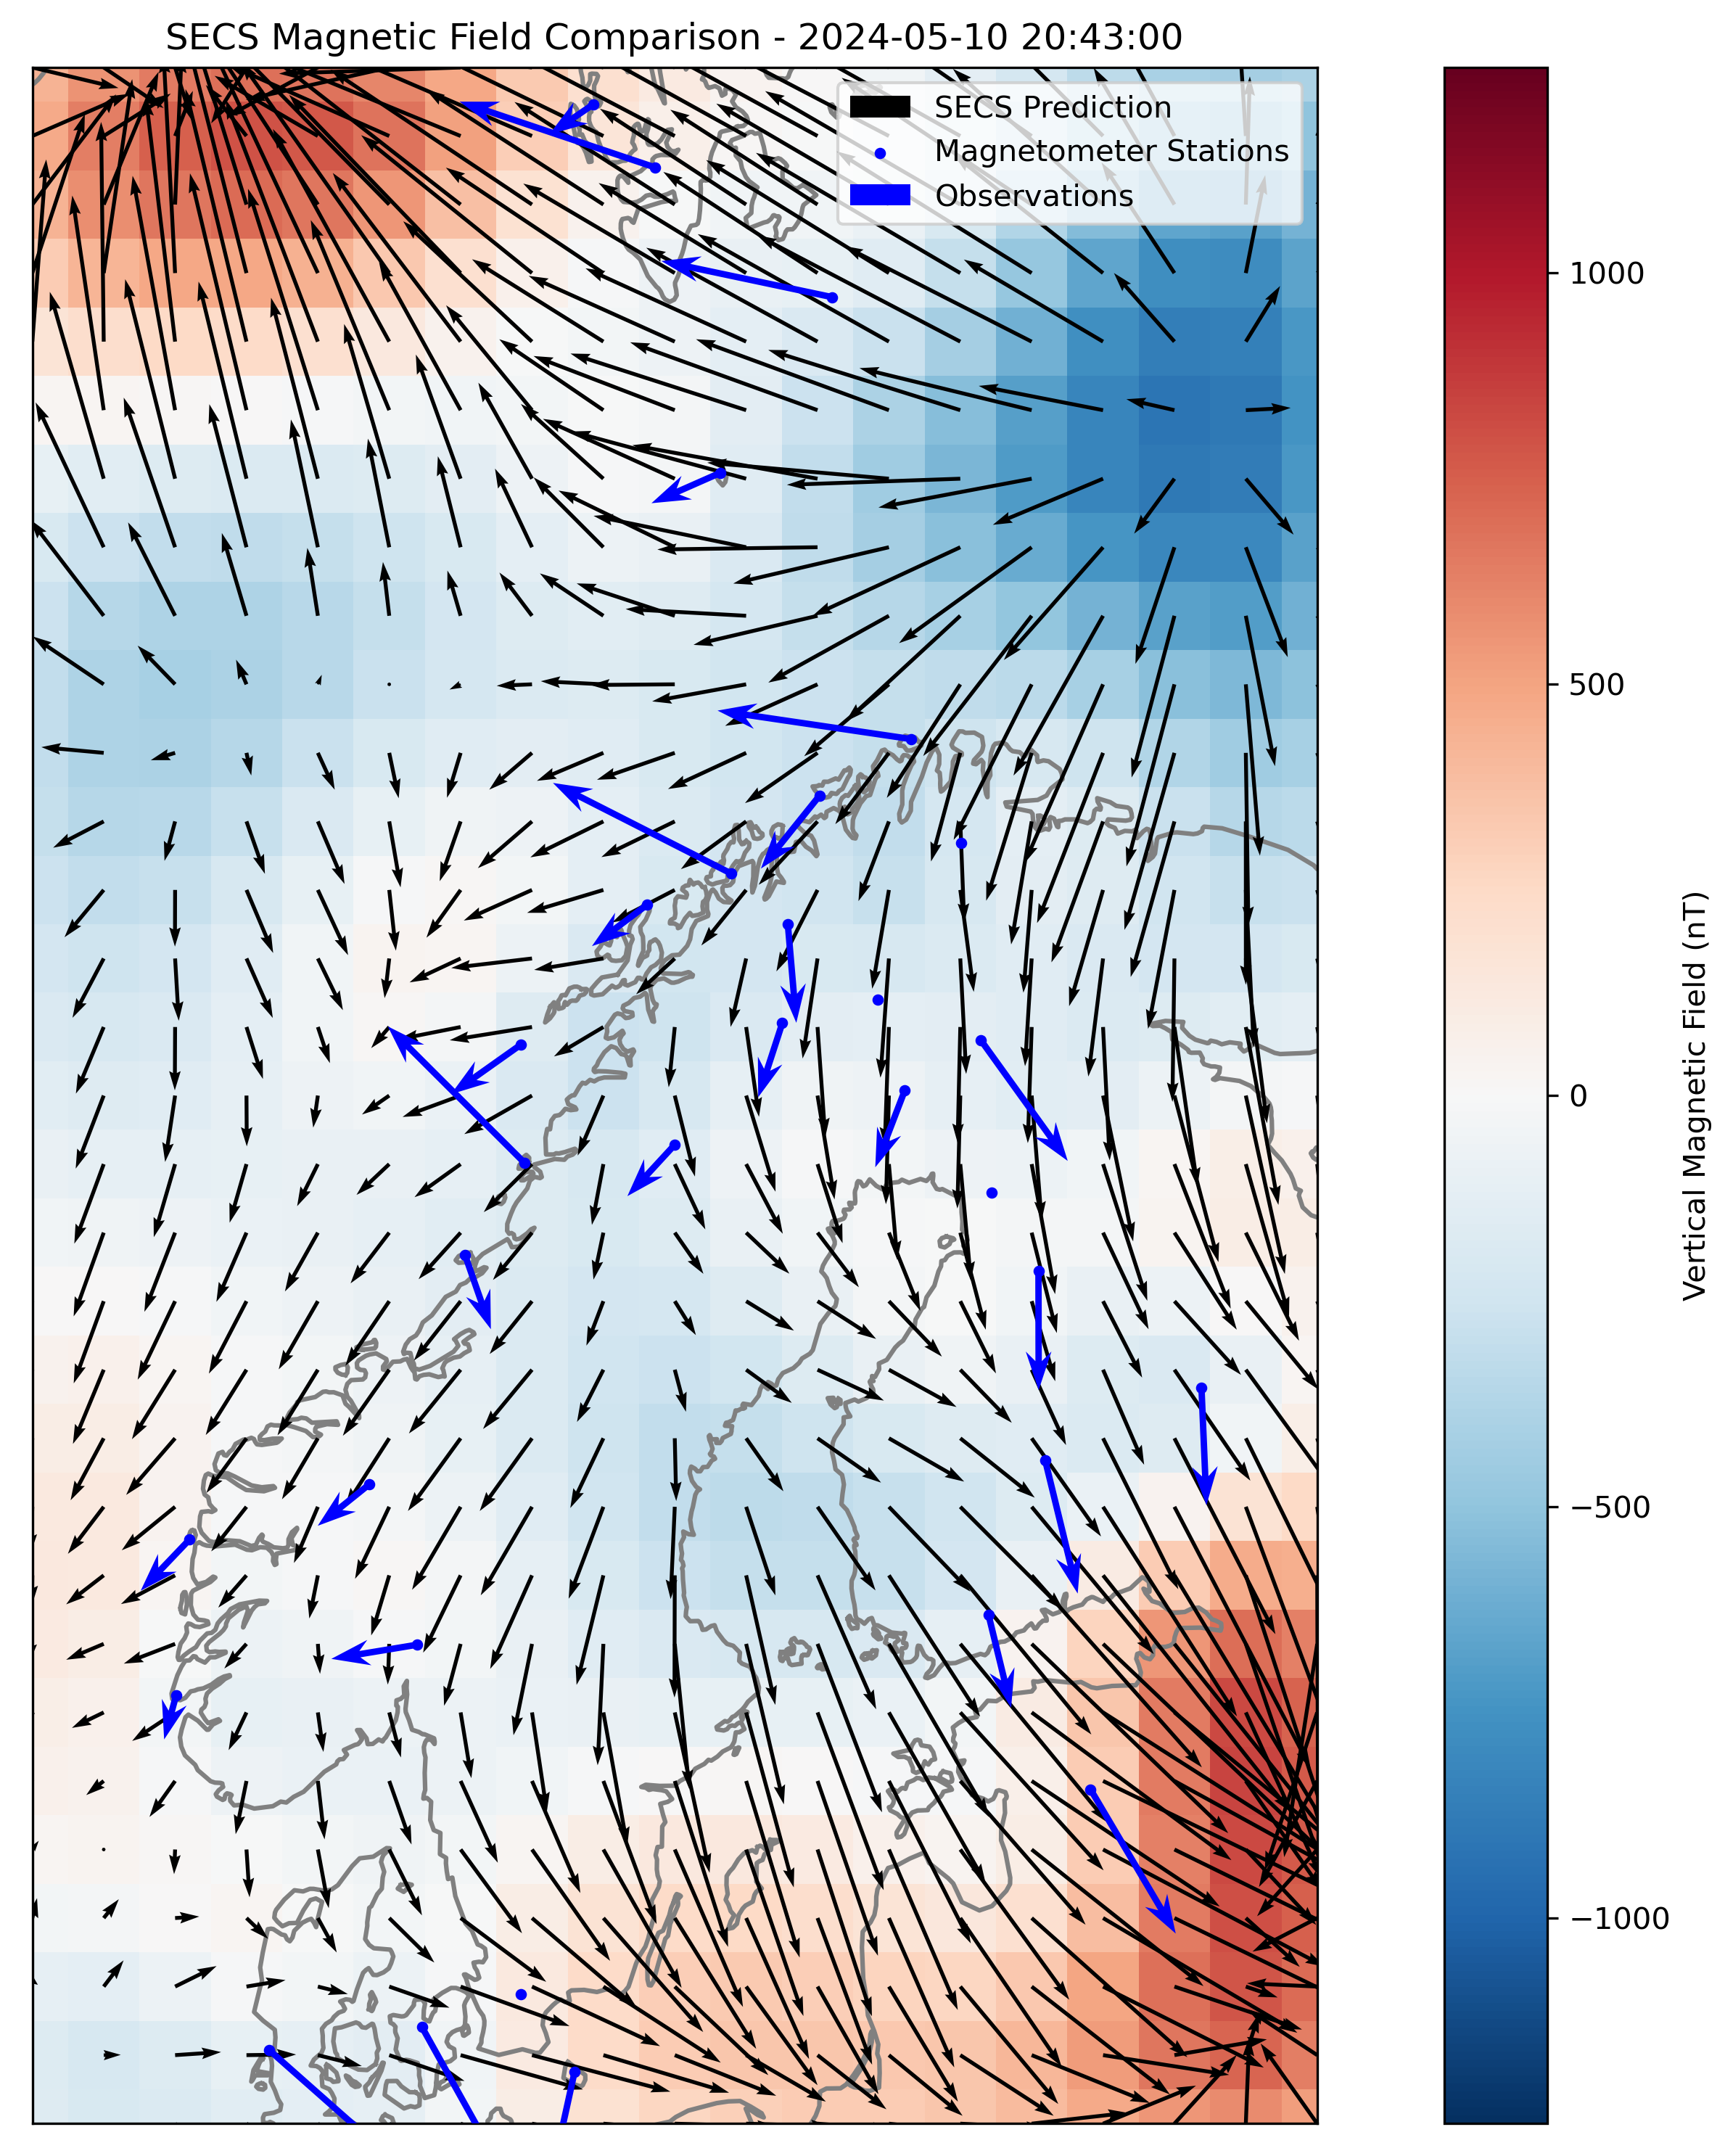 SECS Magnetic Field Comparison - 2024-05-10 20:43:00
SECS Prediction
Magnetometer Stations
Observations
1000
500
0
−500
−1000
Vertical Magnetic Field (nT)